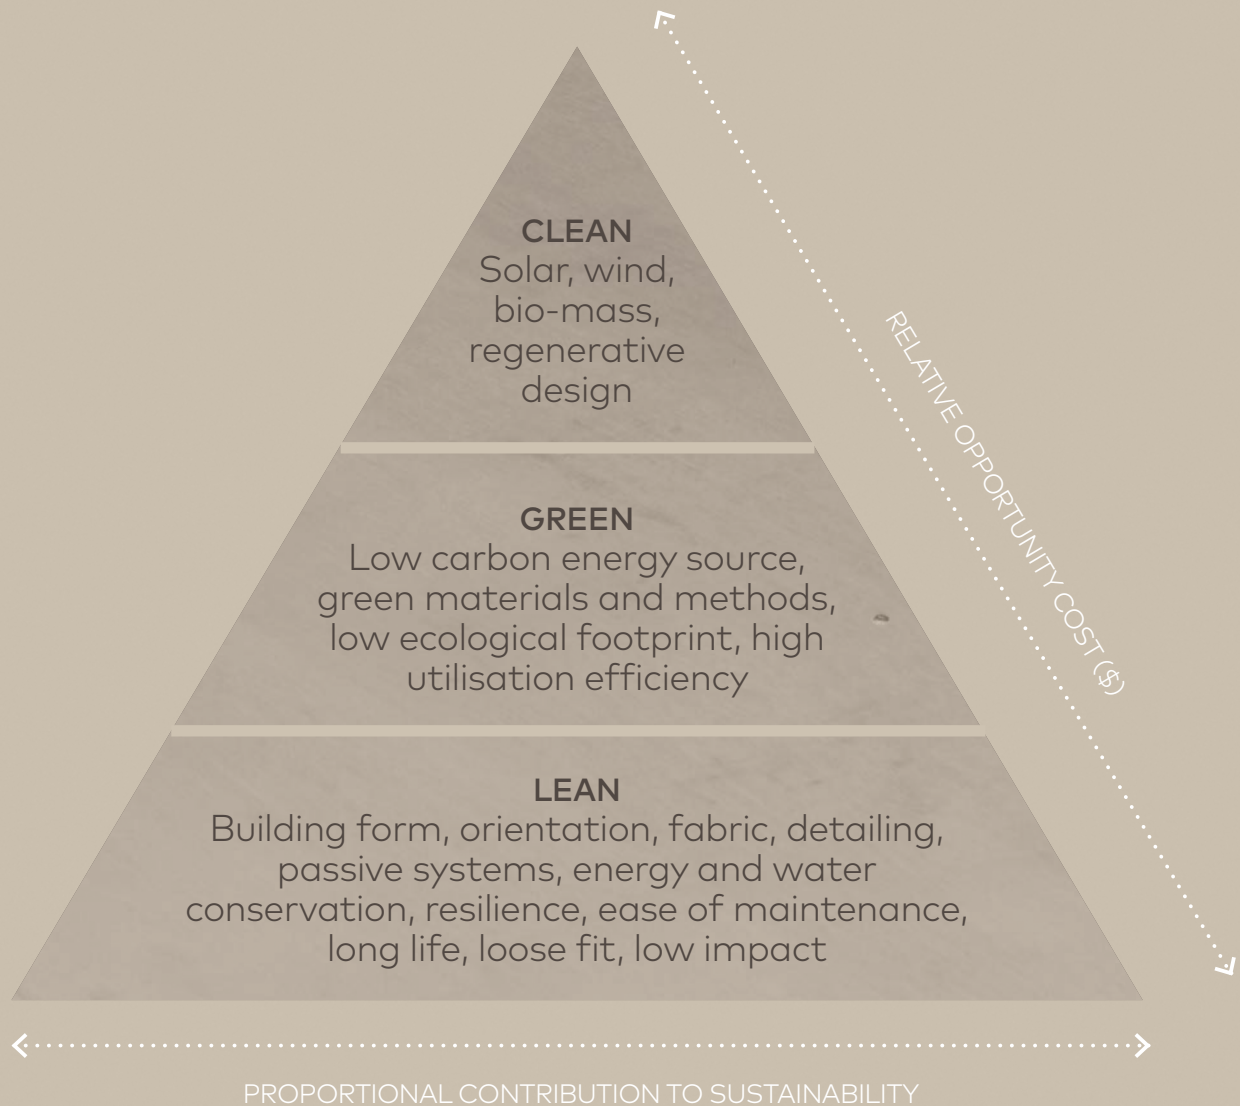 CLEAN
Solar, wind,
bio-mass,
regenerative
design
GREEN
Low carbon energy source,
green materials and methods,
low ecological footprint, high
utilisation efficiency
LEAN
Building form, orientation, fabric, detailing,
passive systems, energy and water
conservation, resilience, ease of maintenance,
long life, loose fit, low impact
RELATIVE OPPORTUNITY COST ($)
PROPORTIONAL CONTRIBUTION TO SUSTAINABILITY